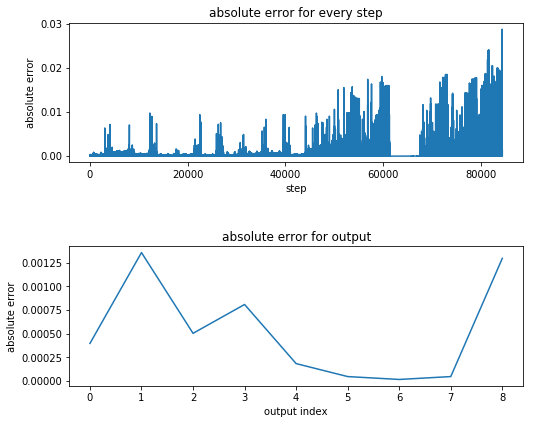 absolute error for every step
0.03
0.02
0.01
0.00
absolute error
0 20000 40000 60000 80000
step
absolute error for output
0.00125
0.00100
0.00075
0.00050
0.00025
0.00000
absolute error
0 1 2 3 4 5 6 7 8
output index